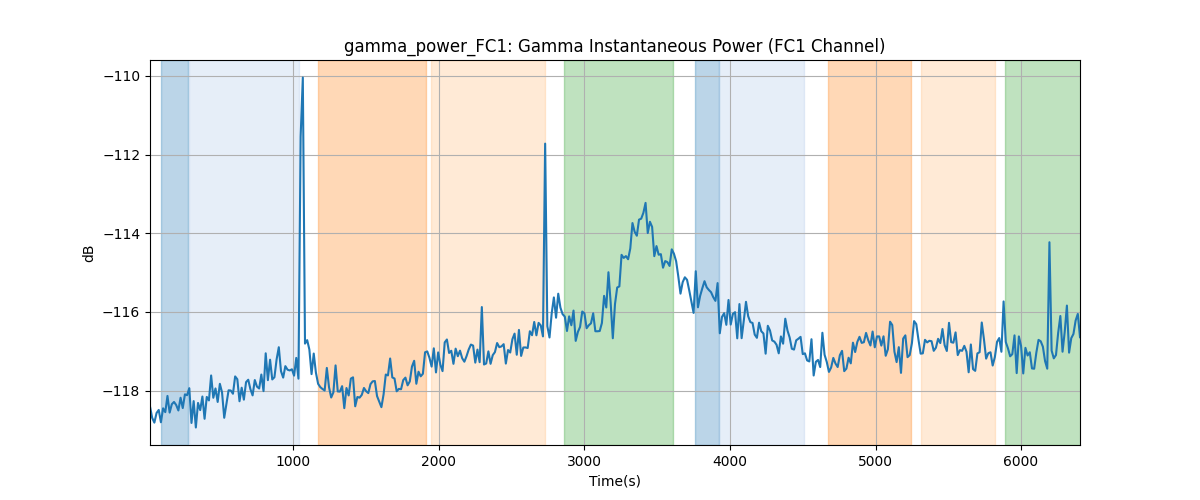 gamma_power_FC1: Gamma Instantaneous Power (FC1 Channel)
−110
−112
−114
−116
−118
dB
1000 2000 3000 4000 5000 6000
Time(s)